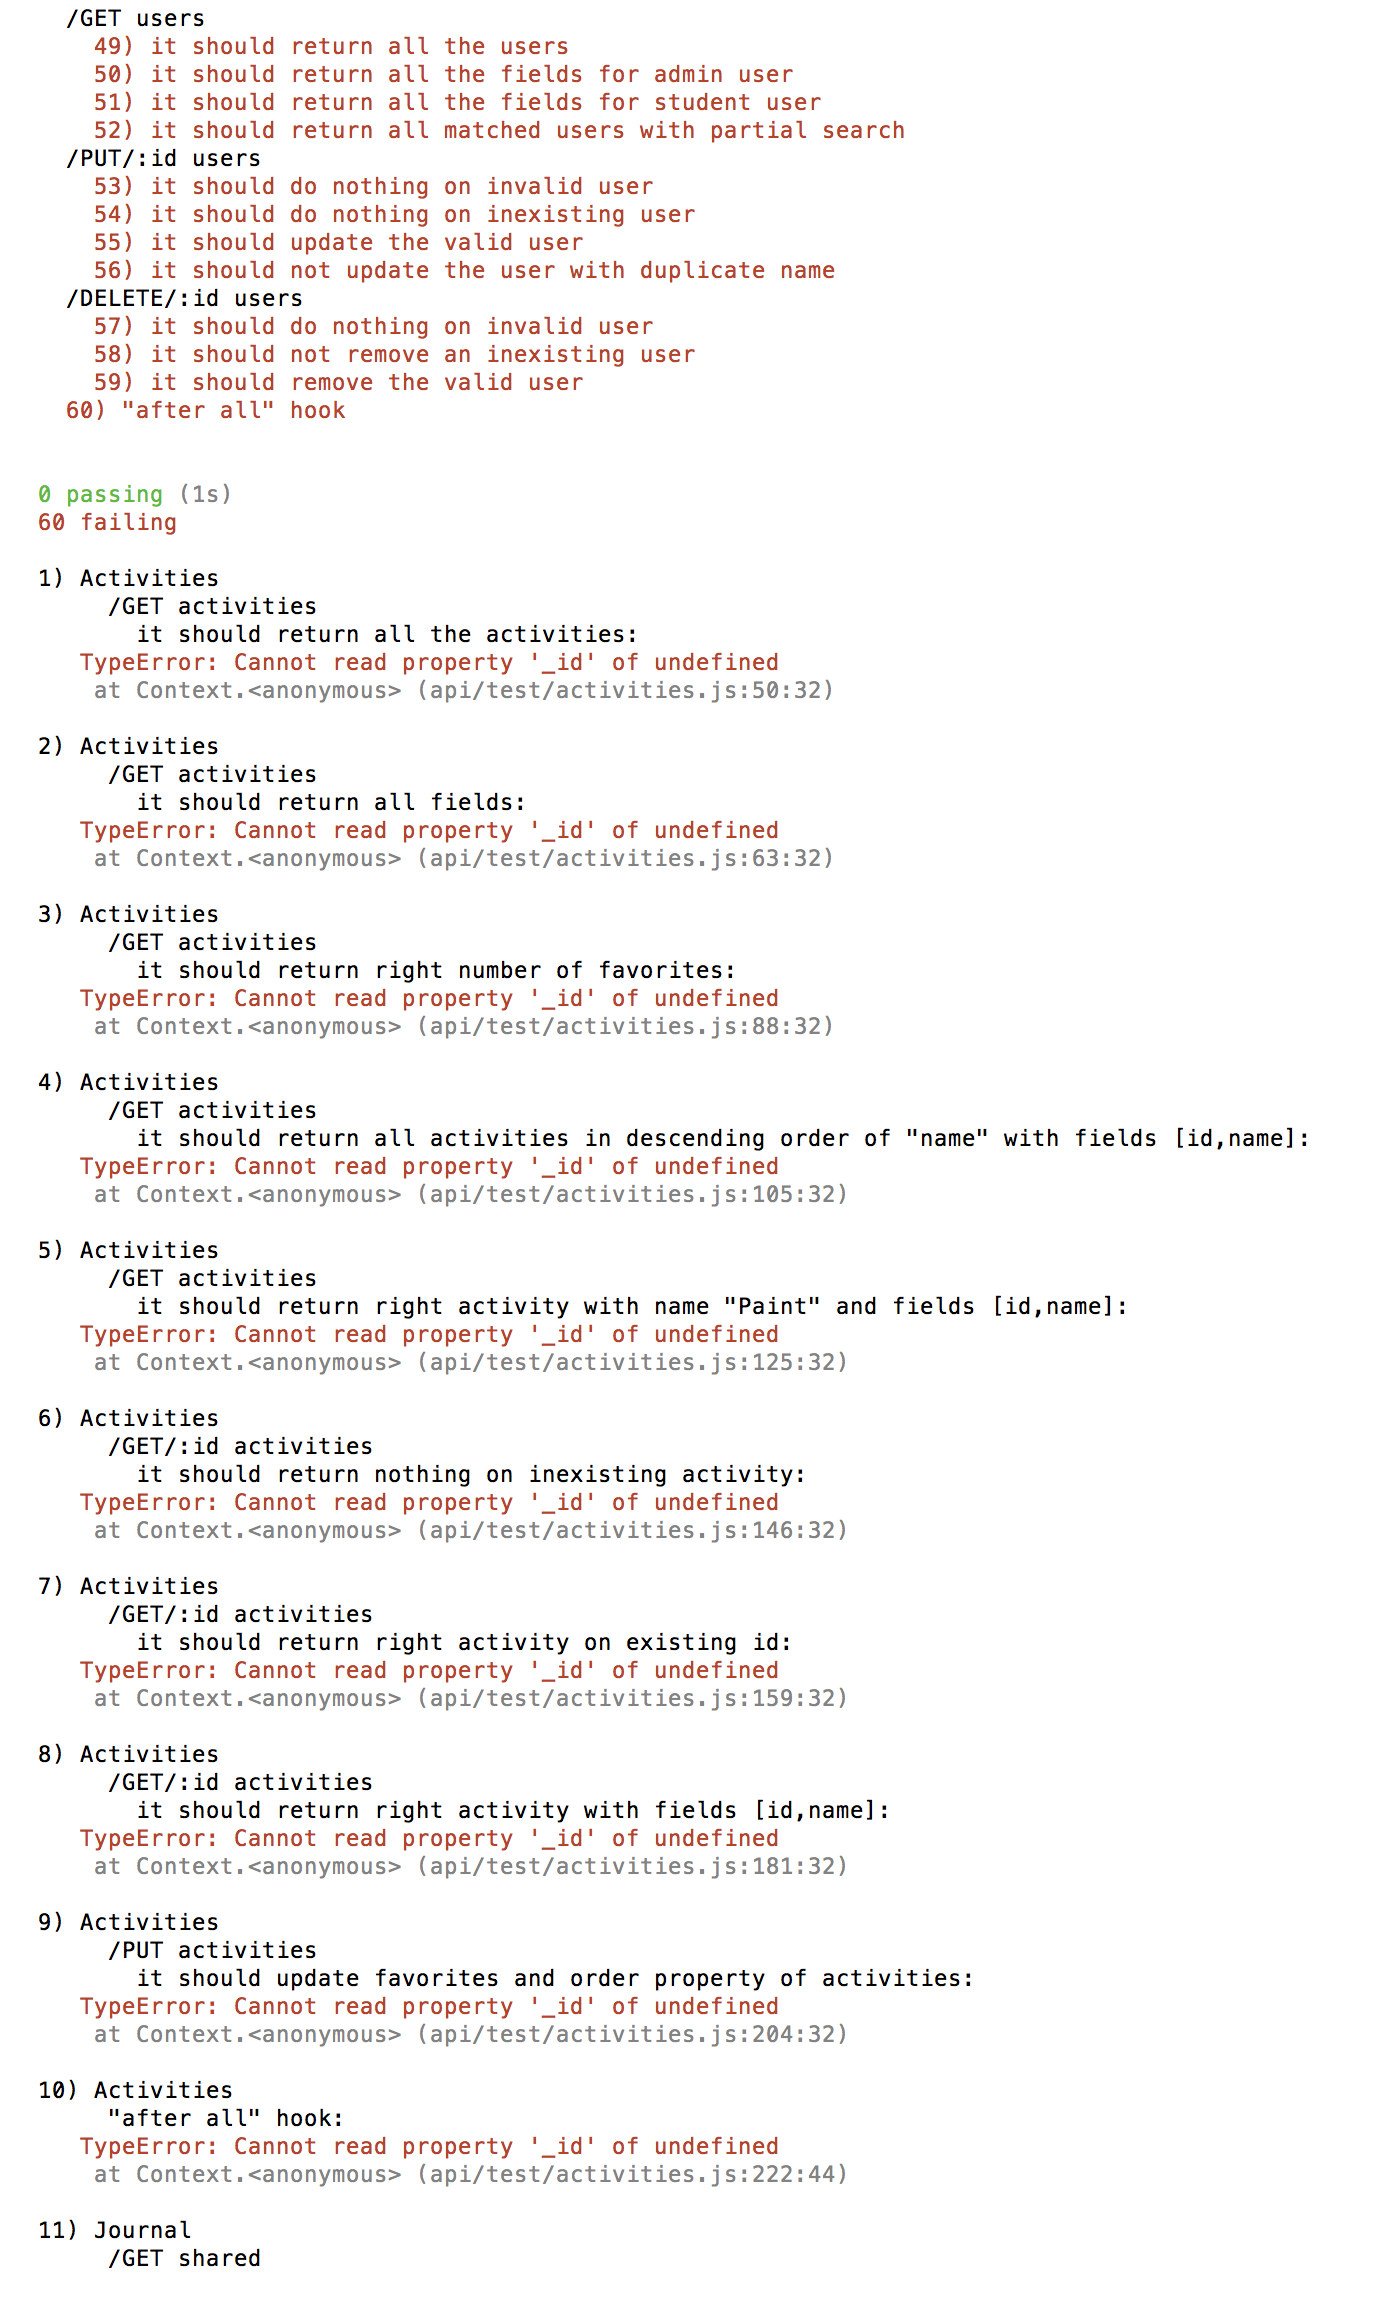 /GET users
49) it should return all the users
50) it should return all the fields for admin user
51) it should return all the fields for student user
52) it should return all matched users with partial search
/PUT/:id users
53) it should do nothing on invalid user
54) it should do nothing on inexisting user
55) it should update the valid user
56) it should not update the user with duplicate name
/DELETE/:id users
57) it should do nothing on invalid user
58) it should not remove an inexisting user
59) it should remove the valid user
60) "after all" hook
0 passing (1s)
60 failing
1) Activities
/GET activities
it should return all the activities:
TypeError: Cannot read property '_id' of undefined
at Context.<anonymous> (api/test/activities.js:50:32)
2) Activities
/GET activities
it should return all fields:
TypeError: Cannot read property '_id' of undefined
at Context.<anonymous> (api/test/activities.js:63:32)
3) Activities
/GET activities
it should return right number of favorites:
TypeError: Cannot read property '_id' of undefined
at Context.<anonymous> (api/test/activities.js:88:32)
4) Activities
/GET activities
it should return all activities in descending order of "name" with fields [id,name]:
TypeError: Cannot read property '_id' of undefined
at Context.<anonymous> (api/test/activities.js:105:32)
5) Activities
/GET activities
it should return right activity with name "Paint" and fields [id,name]:
TypeError: Cannot read property '_id' of undefined
at Context.<anonymous> (api/test/activities.js:125:32)
6) Activities
/GET/:id activities
it should return nothing on inexisting activity:
TypeError: Cannot read property '_id' of undefined
at Context.<anonymous> (api/test/activities.js:146:32)
7) Activities
/GET/:id activities
it should return right activity on existing id:
TypeError: Cannot read property '_id' of undefined
at Context.<anonymous> (api/test/activities.js:159:32)
8) Activities
/GET/:id activities
it should return right activity with fields [id,name]:
TypeError: Cannot read property '_id' of undefined
at Context.<anonymous> (api/test/activities.js:181:32)
9) Activities
/PUT activities
it should update favorites and order property of activities:
TypeError: Cannot read property '_id' of undefined
at Context.<anonymous> (api/test/activities.js:204:32)
10) Activities
"after all" hook:
TypeError: Cannot read property '_id' of undefined
at Context.<anonymous> (api/test/activities.js:222:44)
11) Journal
/GET shared